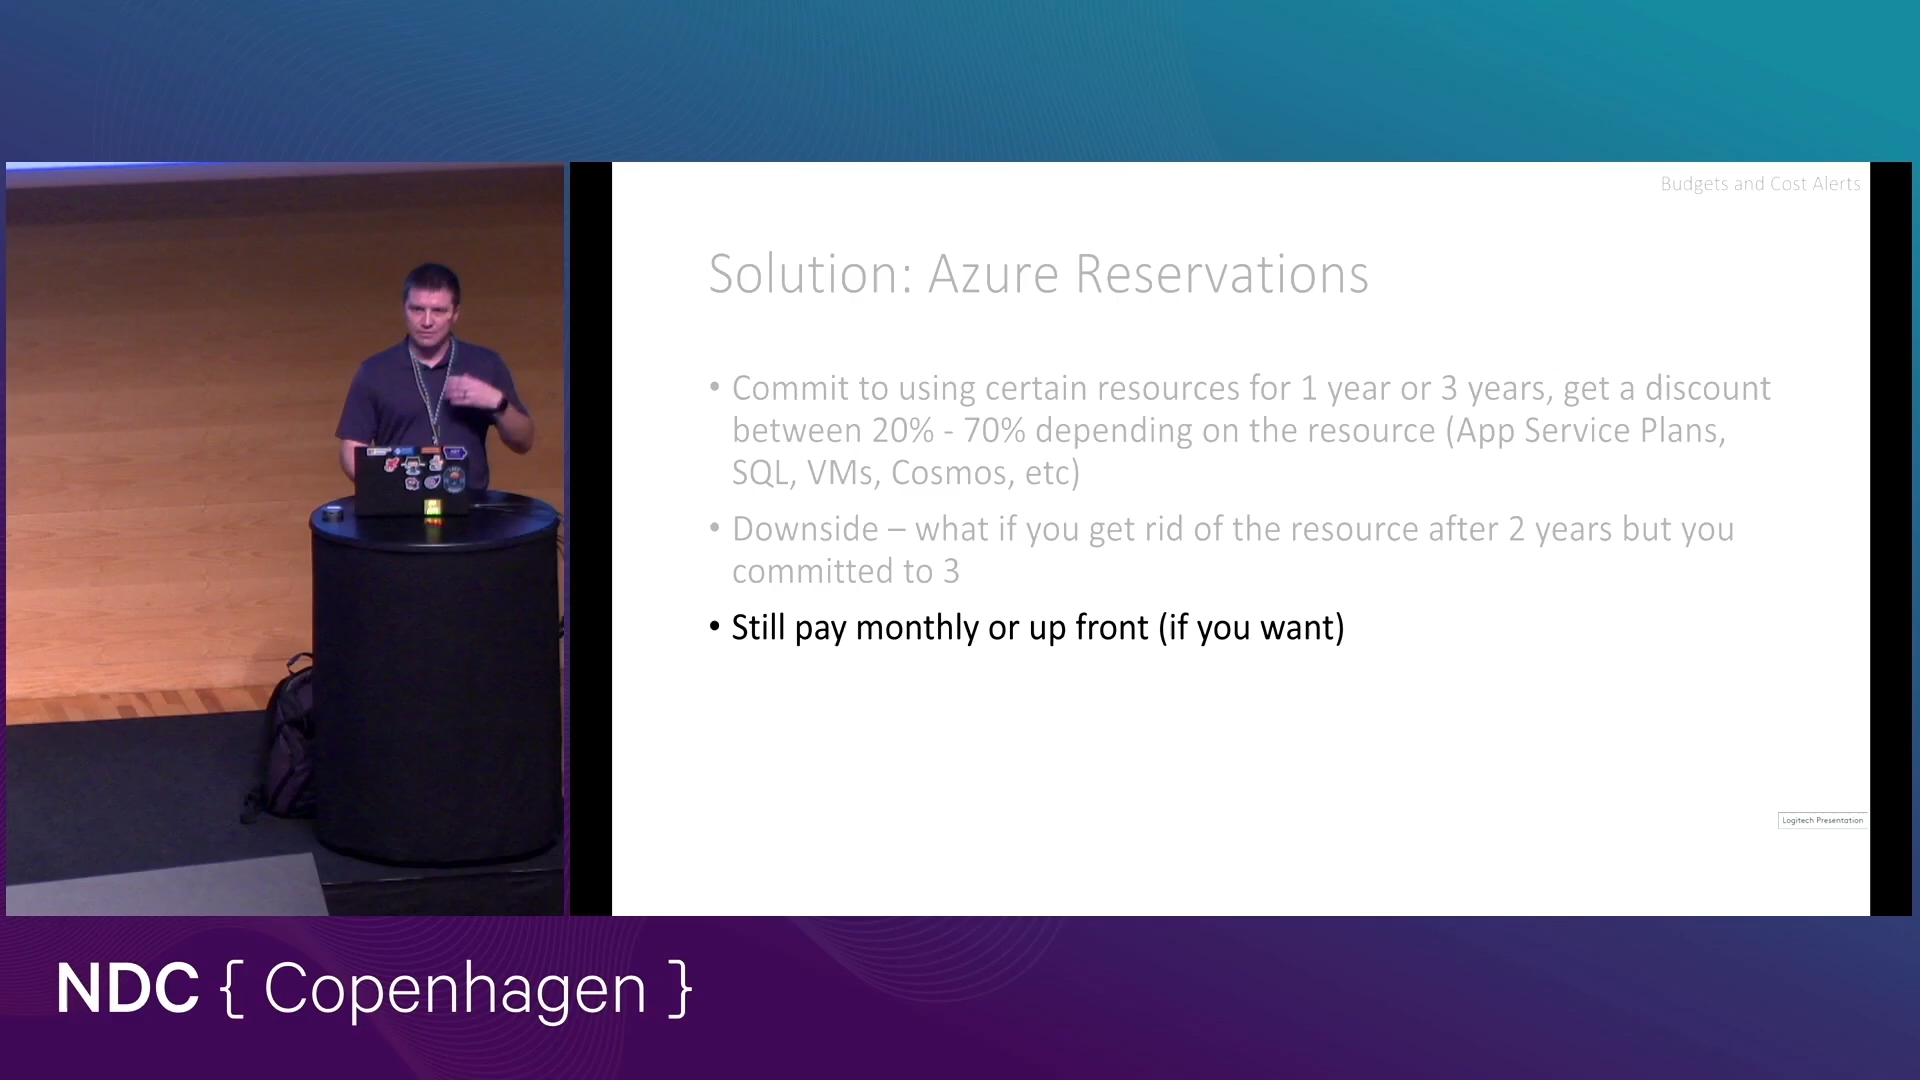 Budgets and Cost Alerts
Solution: Azure Reservations
• Commit to using certain resources for 1 year or 3 years, get a discount
between 20% - 70% depending on the resource (App Service Plans,
SQL, VMs, Cosmos, etc)
• Downside – what if you get rid of the resource after 2 years but you
committed to 3
• Still pay monthly or up front (if you want)
Logitech Presentation
NDC { Copenhagen }